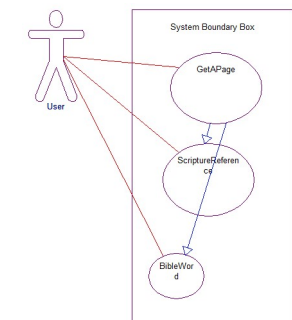 System Boundary Box
GetAPage
User
ScriptureReferen
ce
BibleWor
d